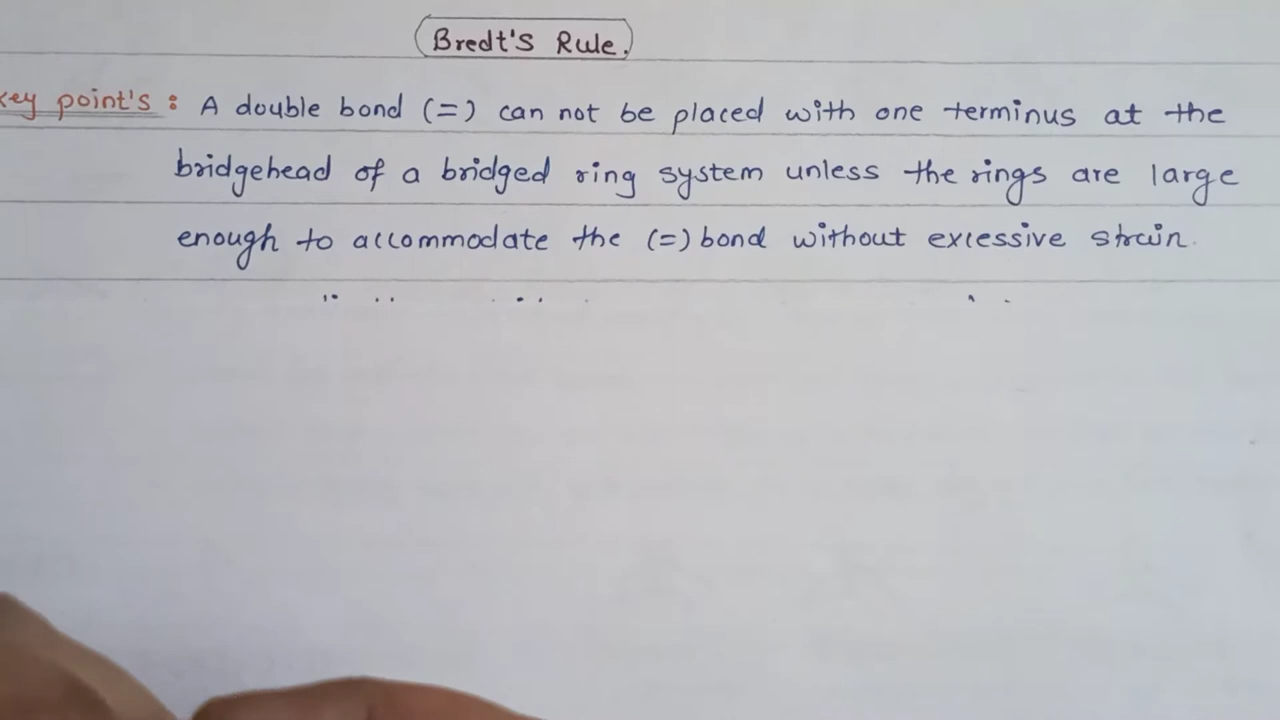 Bredt's Rule.
key point's : A double bond (=) can not be placed with one terminus at the
bridgehead of a bridged ring system unless the rings are large
enough to accommodate the (=) bond without excessive strain.